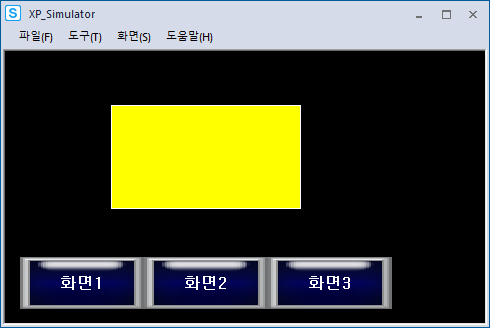 S XP_Simulator
파일(F) 도구(T) 화면(S) 도움말(H)
화면1 화면2 화면3